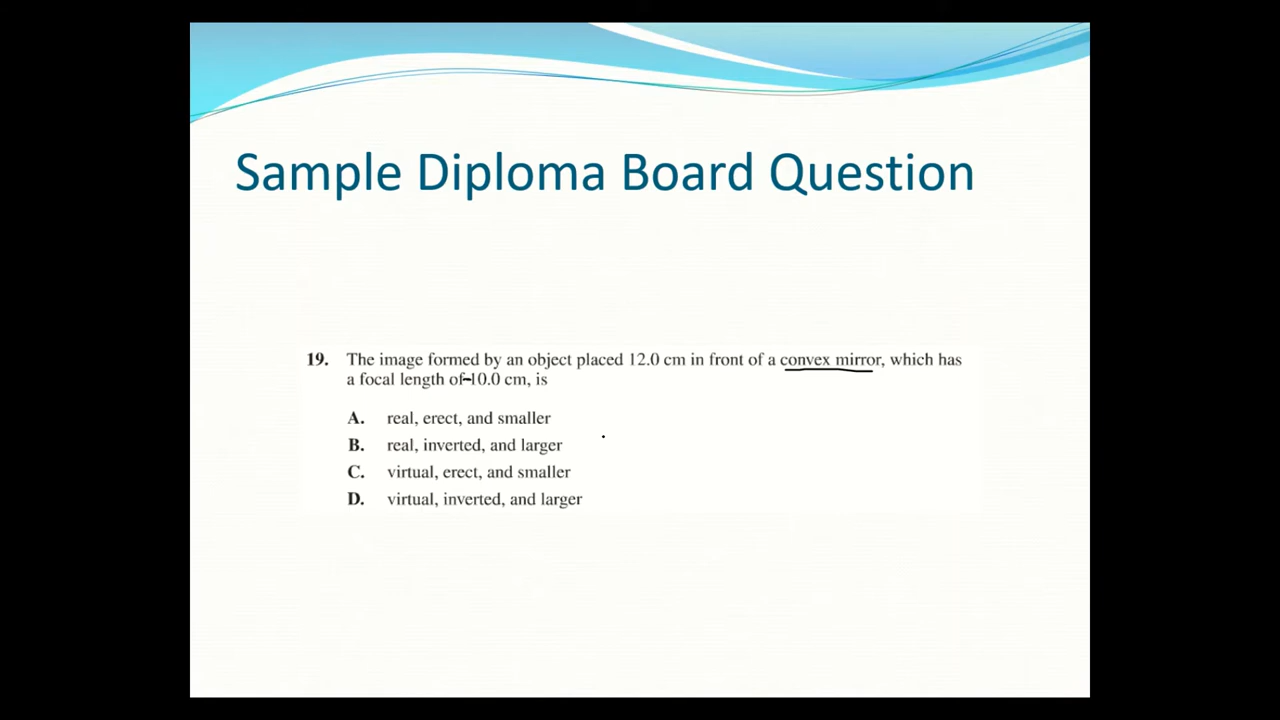 Sample Diploma Board Question
19. The image formed by an object placed 12.0 cm in front of a convex mirror, which has
a focal length of -10.0 cm, is
A. real, erect, and smaller
B. real, inverted, and larger
C. virtual, erect, and smaller
D. virtual, inverted, and larger